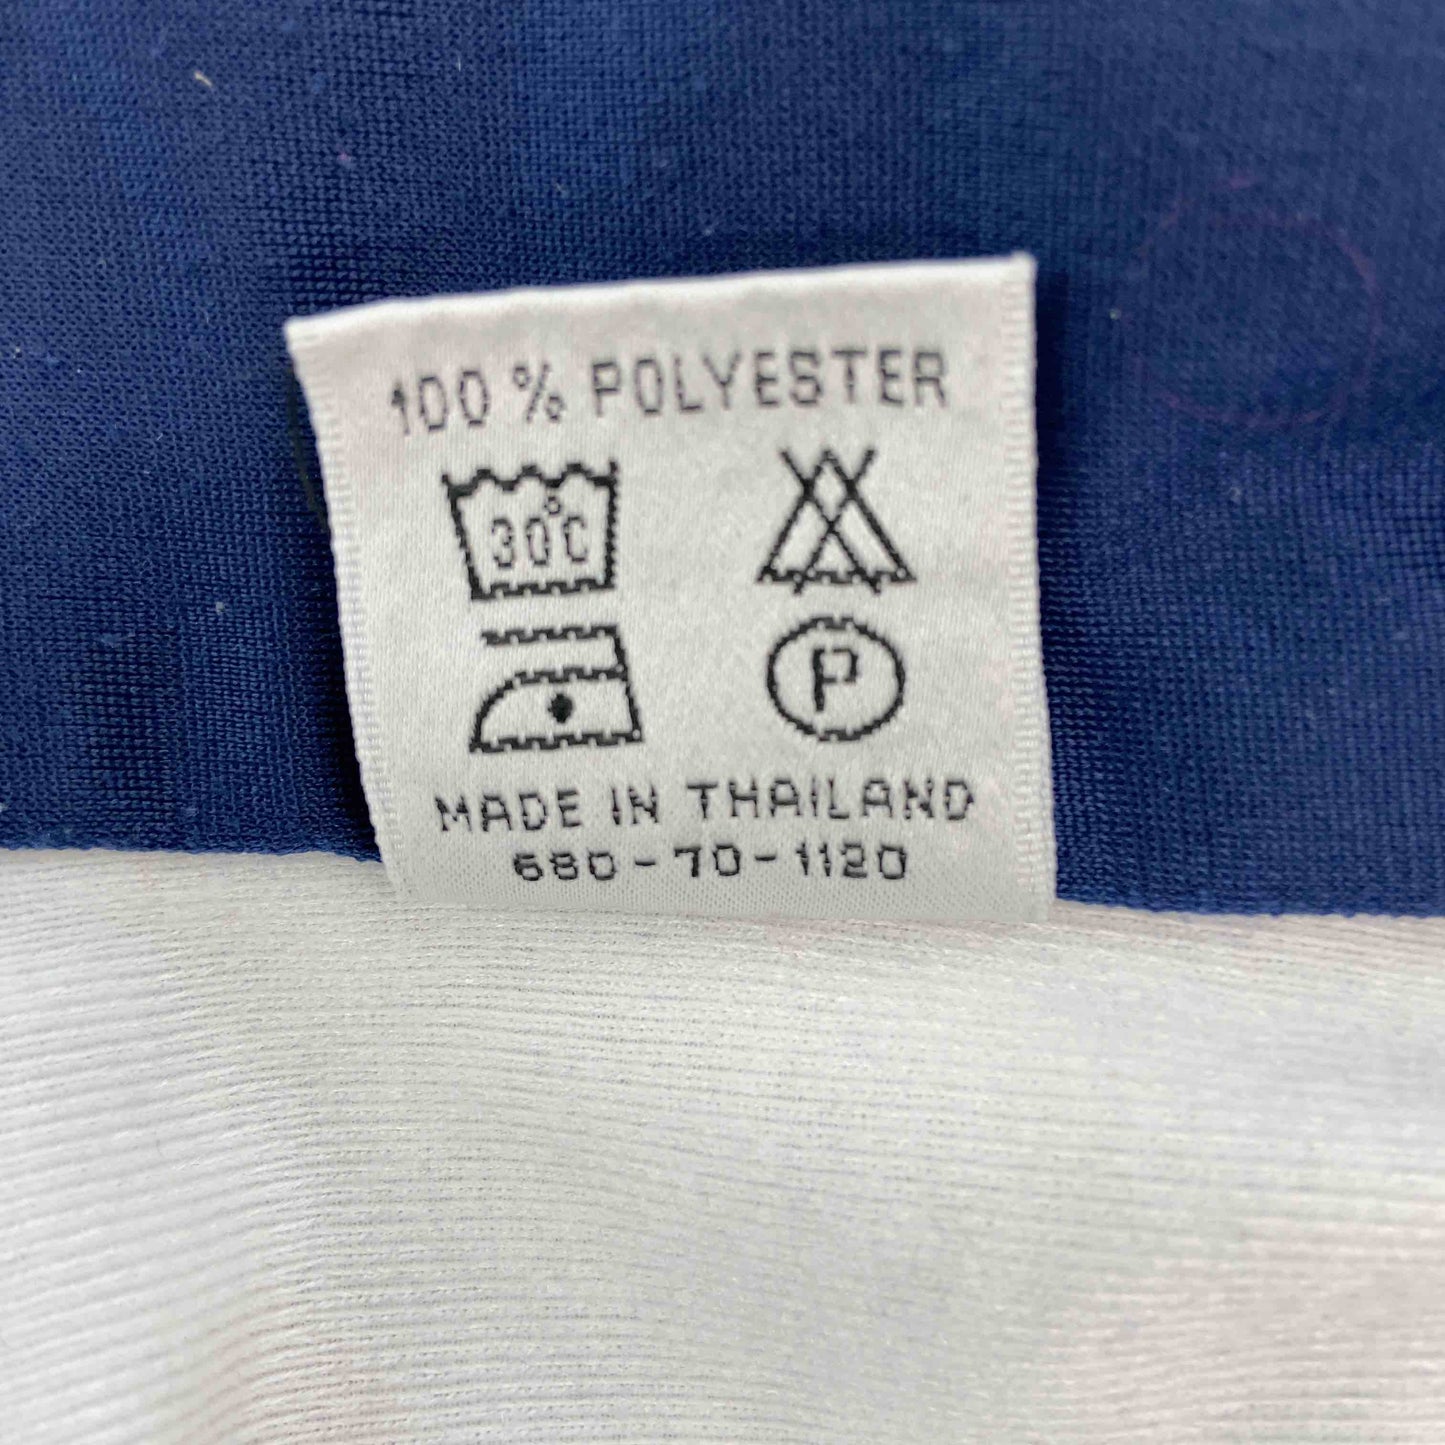 100 % POLYESTER
30°C
P
MADE IN THAILAND
680-70-1120